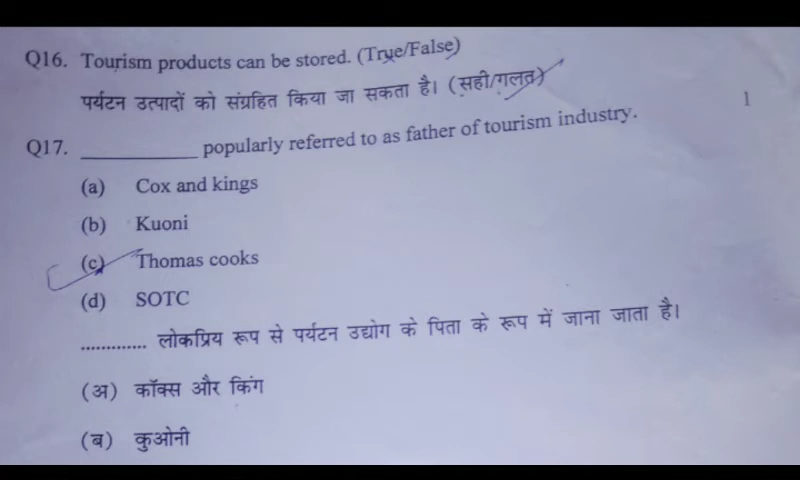 Q16. Tourism products can be stored. (True/False)
पर्यटन उत्पादों को संग्रहित किया जा सकता है। (सही/गलत)
1
Q17. __________ popularly referred to as father of tourism industry.
(a) Cox and kings
(b) Kuoni
(c) Thomas cooks
(d) SOTC
............. लोकप्रिय रूप से पर्यटन उद्योग के पिता के रूप में जाना जाता है।
(अ) कॉक्स और किंग
(ब) कुओनी